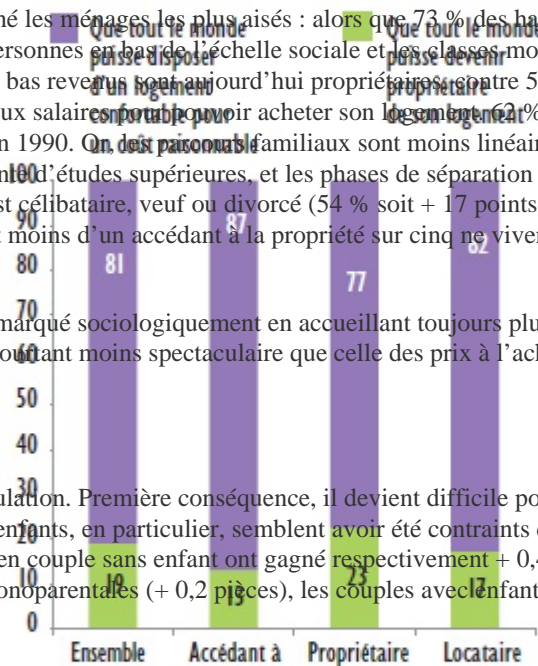 né les ménages les plus aisés : alors que 73 % des ha
Que tout le monde
puisse disposer
d'un logement
confortable pour
un coût raisonnable
Que tout le monde
puisse devenir
propriétaire
de son logement
ersonnes en bas de l'échelle sociale et les classes mo
bas revenus sont aujourd'hui propriétaires, contre 5
ux salaires pour pouvoir acheter son logement. 62 %
n 1990. Or, les parcours familiaux sont moins linéair
nte d'études supérieures, et les phases de séparation
st célibataire, veuf ou divorcé (54 % soit + 17 points
t moins d'un accédant à la propriété sur cinq ne viven
marqué sociologiquement en accueillant toujours plu
ourtant moins spectaculaire que celle des prix à l'ach
ulation. Première conséquence, il devient difficile po
enfants, en particulier, semblent avoir été contraints
en couple sans enfant ont gagné respectivement + 0,4
onoparentales (+ 0,2 pièces), les couples avec enfant
100
90
80
70
60
50
40
30
20
10
0
81
87
77
82
19
13
23
17
Ensemble
Accédant à
Propriétaire
Locataire